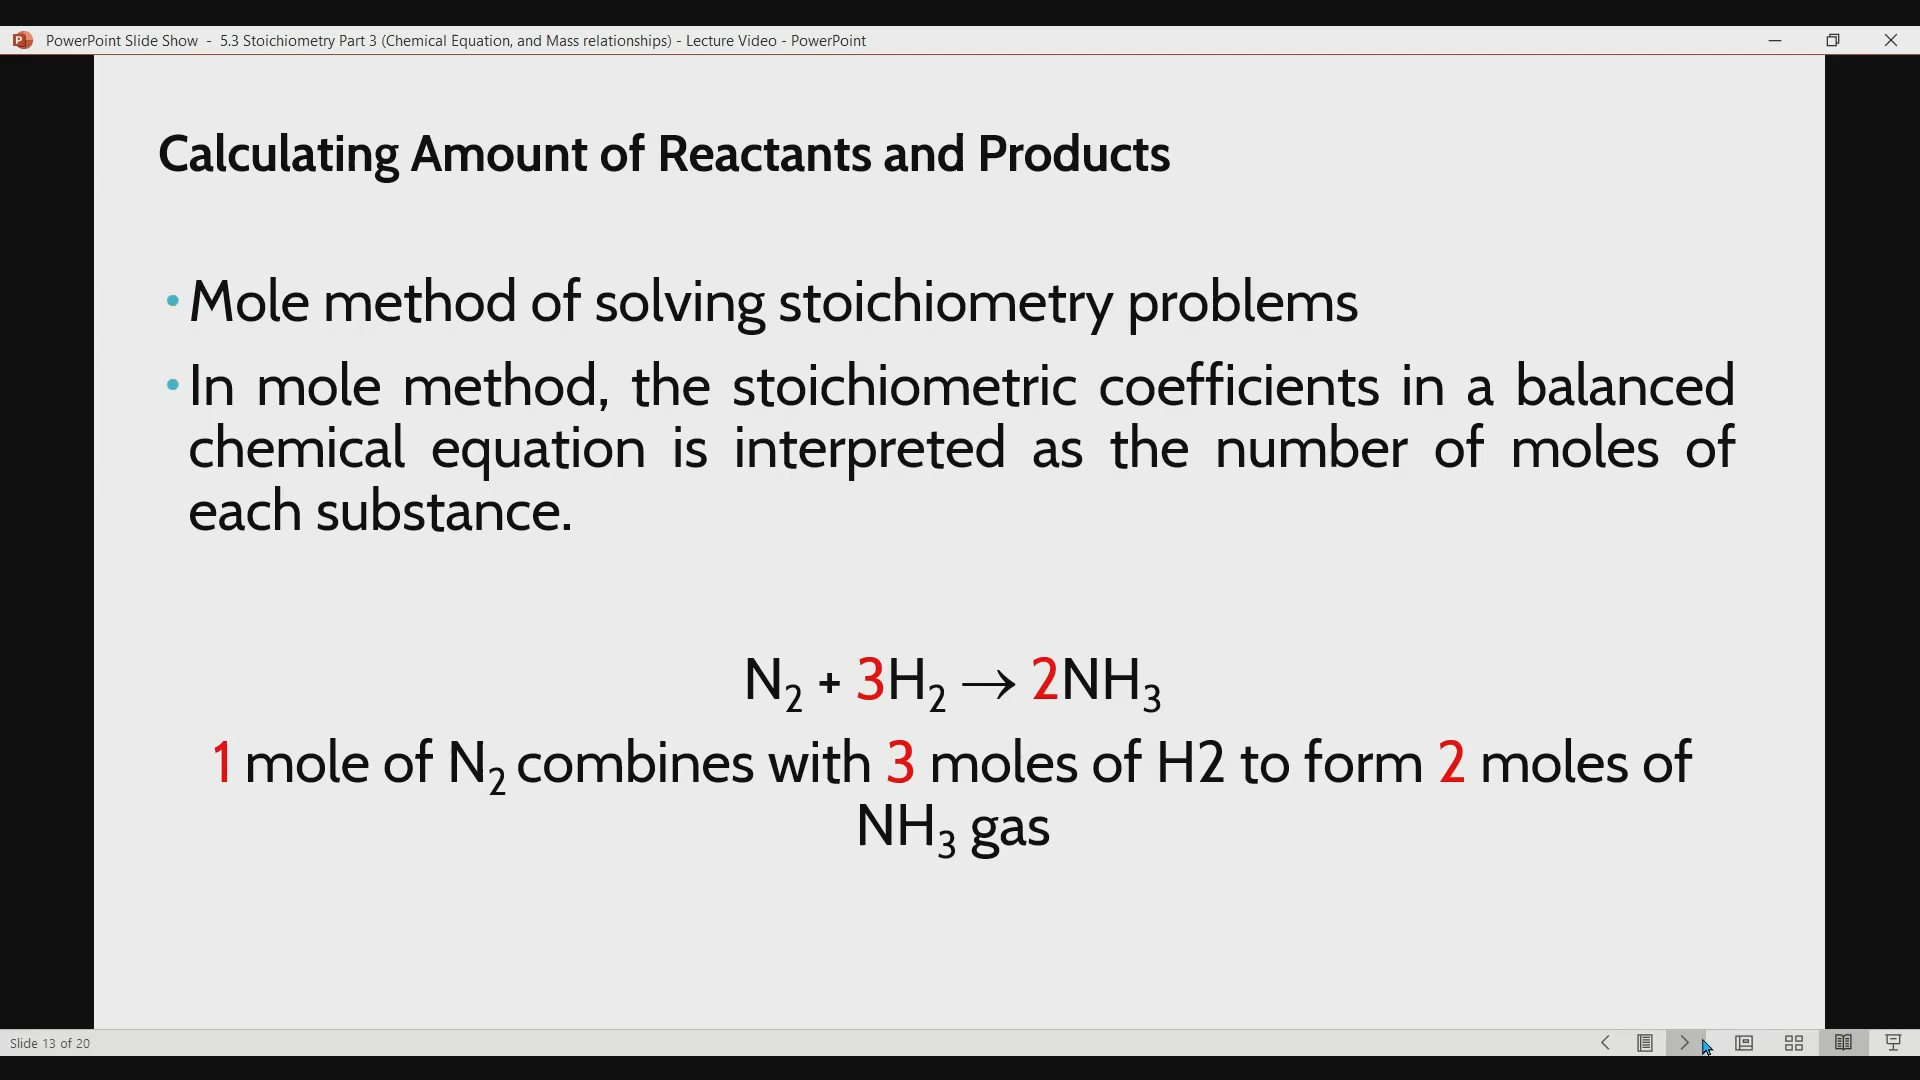 PowerPoint Slide Show - 5.3 Stoichiometry Part 3 (Chemical Equation, and Mass relationships) - Lecture Video - PowerPoint
Calculating Amount of Reactants and Products
• Mole method of solving stoichiometry problems
• In mole method, the stoichiometric coefficients in a balanced
chemical equation is interpreted as the number of moles of
each substance.
N₂ + 3H₂ → 2NH₃
1 mole of N₂ combines with 3 moles of H2 to form 2 moles of
NH₃ gas
Slide 13 of 20